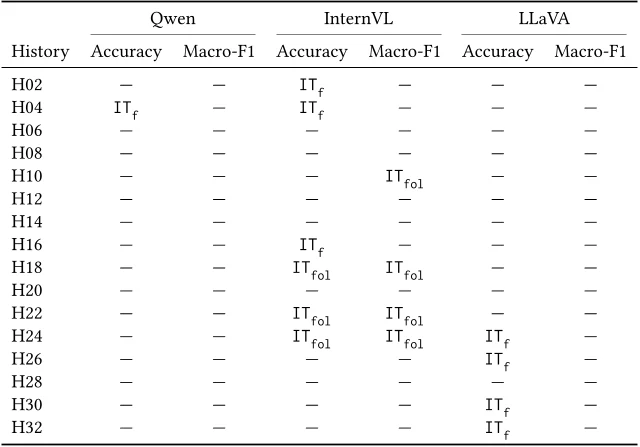 Qwen InternVL LLaVA
History Accuracy Macro-F1 Accuracy Macro-F1 Accuracy Macro-F1
H02 — — IT_f — — —
H04 IT_f — IT_f — — —
H06 — — — — — —
H08 — — — — — —
H10 — — — IT_fol — —
H12 — — — — — —
H14 — — — — — —
H16 — — IT_f — — —
H18 — — IT_fol IT_fol — —
H20 — — — — — —
H22 — — IT_fol IT_fol — —
H24 — — IT_fol IT_fol IT_f —
H26 — — — — IT_f —
H28 — — — — — —
H30 — — — — IT_f —
H32 — — — — IT_f —